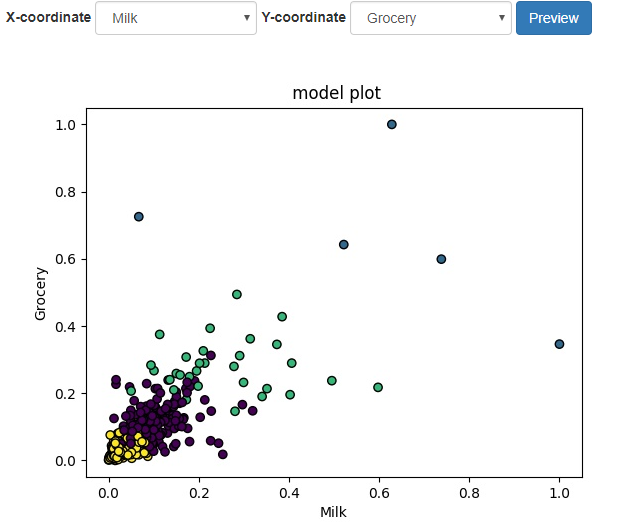 X-coordinate Milk Y-coordinate Grocery Preview
model plot
1.0
0.8
0.6
Grocery
0.4
0.2
0.0
0.0 0.2 0.4 0.6 0.8 1.0
Milk